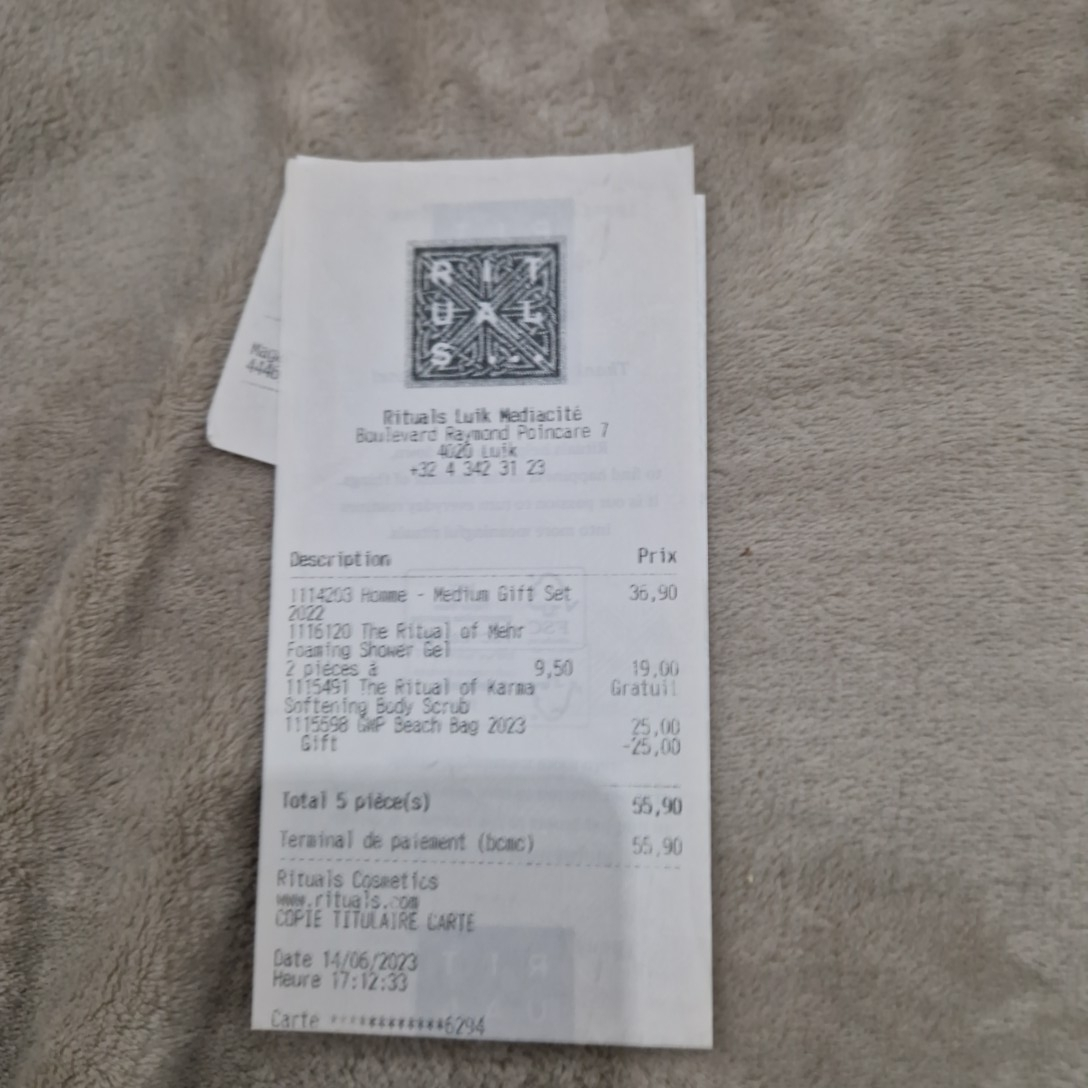 R I T
U A L
S . . .
Mag
4446
Rituals Luik Mediacité
Boulevard Raymond Poincare 7
4020 Luik
+32 4 342 31 23
Description Prix
1114203 Homme - Medium Gift Set 36,90
2022
1116120 The Ritual of Mehr
Foaming Shower Gel
2 pièces à 9,50 19,00
1115491 The Ritual of Karma Gratuit
Softening Body Scrub
1115598 GWP Beach Bag 2023 25,00
Gift -25,00
Total 5 pièce(s) 55,90
Terminal de paiement (bcmc) 55,90
Rituals Cosmetics
www.rituals.com
COPIE TITULAIRE CARTE
Date 14/06/2023
Heure 17:12:33
Carte ************6294